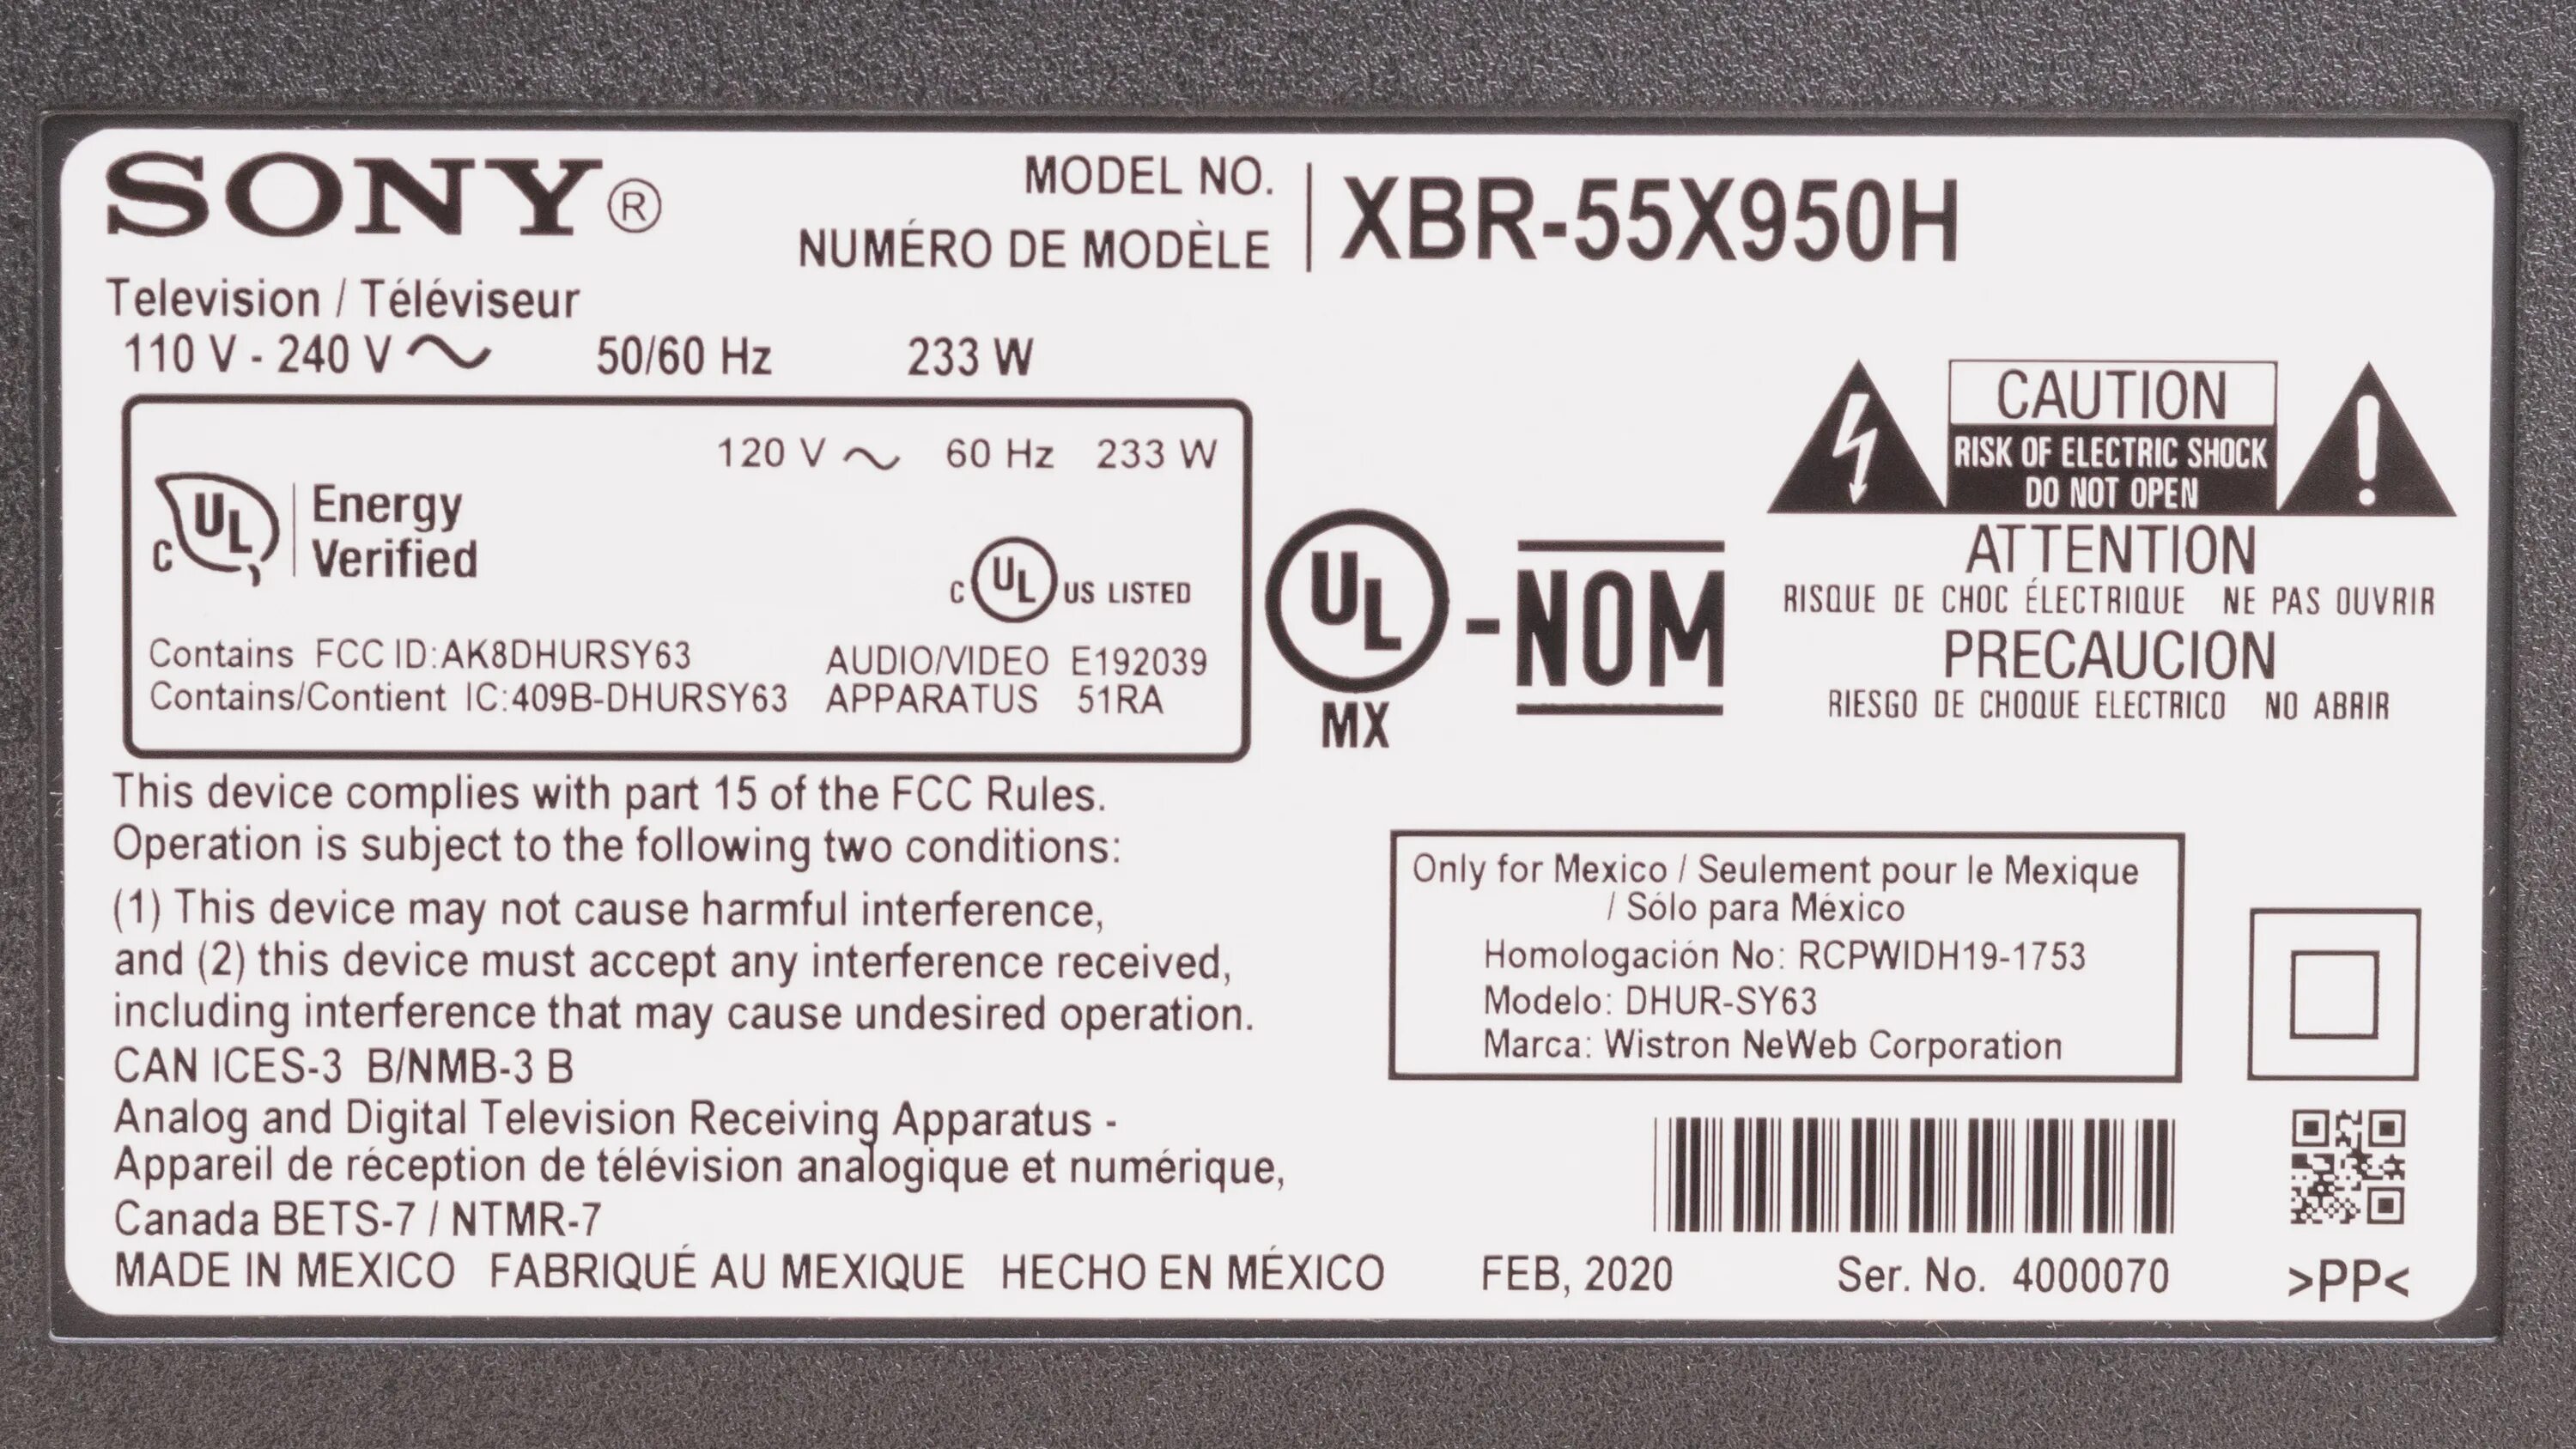 SONY®
MODEL NO.
NUMÉRO DE MODÈLE
XBR-55X950H
Television / Téléviseur
110 V - 240 V ~ 50/60 Hz 233 W
120 V ~ 60 Hz 233 W
C UL Energy
Verified
C UL US LISTED
Contains FCC ID:AK8DHURSY63
Contains/Contient IC:409B-DHURSY63
AUDIO/VIDEO E192039
APPARATUS 51RA
UL
MX
-NOM
CAUTION
RISK OF ELECTRIC SHOCK
DO NOT OPEN
ATTENTION
RISQUE DE CHOC ÉLECTRIQUE NE PAS OUVRIR
PRECAUCION
RIESGO DE CHOQUE ELECTRICO NO ABRIR
This device complies with part 15 of the FCC Rules.
Operation is subject to the following two conditions:
(1) This device may not cause harmful interference,
and (2) this device must accept any interference received,
including interference that may cause undesired operation.
CAN ICES-3 B/NMB-3 B
Analog and Digital Television Receiving Apparatus -
Appareil de réception de télévision analogique et numérique,
Canada BETS-7 / NTMR-7
MADE IN MEXICO FABRIQUÉ AU MEXIQUE HECHO EN MÉXICO
Only for Mexico / Seulement pour le Mexique
/ Sólo para México
Homologación No: RCPWIDH19-1753
Modelo: DHUR-SY63
Marca: Wistron NeWeb Corporation
FEB, 2020
Ser. No. 4000070
>PP<